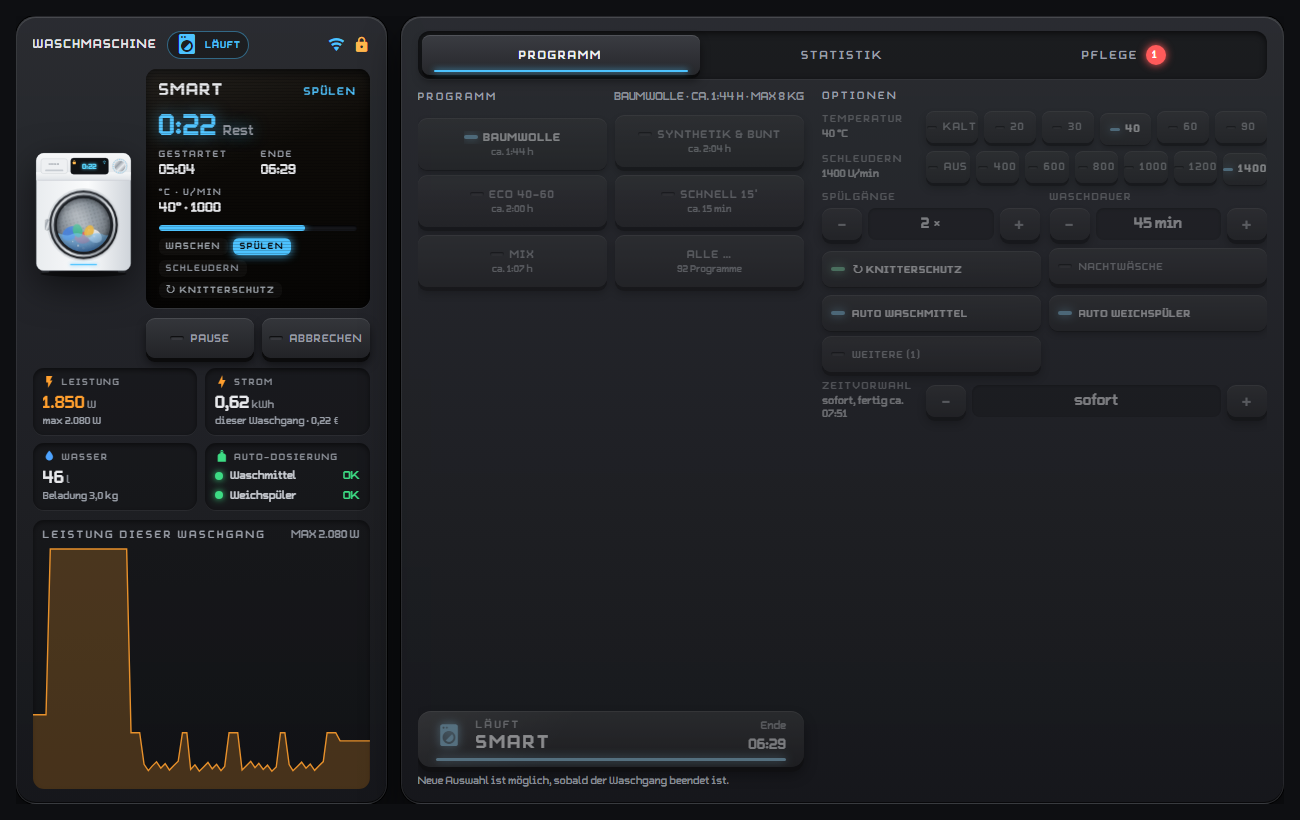 WASCHMASCHINE LÄUFT
SMART SPÜLEN
0:22 Rest
GESTARTET ENDE
05:04 06:29
°C · U/MIN
40° · 1000
0:22
WASCHEN SPÜLEN
SCHLEUDERN
↻ KNITTERSCHUTZ
PAUSE ABBRECHEN
LEISTUNG
1.850 W
max 2.080 W
STROM
0,62 kWh
dieser Waschgang · 0,22 €
WASSER
46 l
Beladung 3,0 kg
AUTO-DOSIERUNG
Waschmittel OK
Weichspüler OK
LEISTUNG DIESER WASCHGANG MAX 2.080 W
PROGRAMM STATISTIK PFLEGE 1
PROGRAMM BAUMWOLLE · CA. 1:44 H · MAX 8 KG
BAUMWOLLE
ca. 1:44 h
SYNTHETIK & BUNT
ca. 2:04 h
ECO 40-60
ca. 2:00 h
SCHNELL 15'
ca. 15 min
MIX
ca. 1:07 h
ALLE ...
92 Programme
LÄUFT
SMART
Ende
06:29
Neue Auswahl ist möglich, sobald der Waschgang beendet ist.
OPTIONEN
TEMPERATUR
40 °C
KALT 20 30 40 60 90
SCHLEUDERN
1400 U/min
AUS 400 600 800 1000 1200 1400
SPÜLGÄNGE WASCHDAUER
− 2 × + − 45 min +
↻ KNITTERSCHUTZ NACHTWÄSCHE
AUTO WASCHMITTEL AUTO WEICHSPÜLER
WEITERE (1)
ZEITVORWAHL
sofort, fertig ca.
07:51
− sofort +